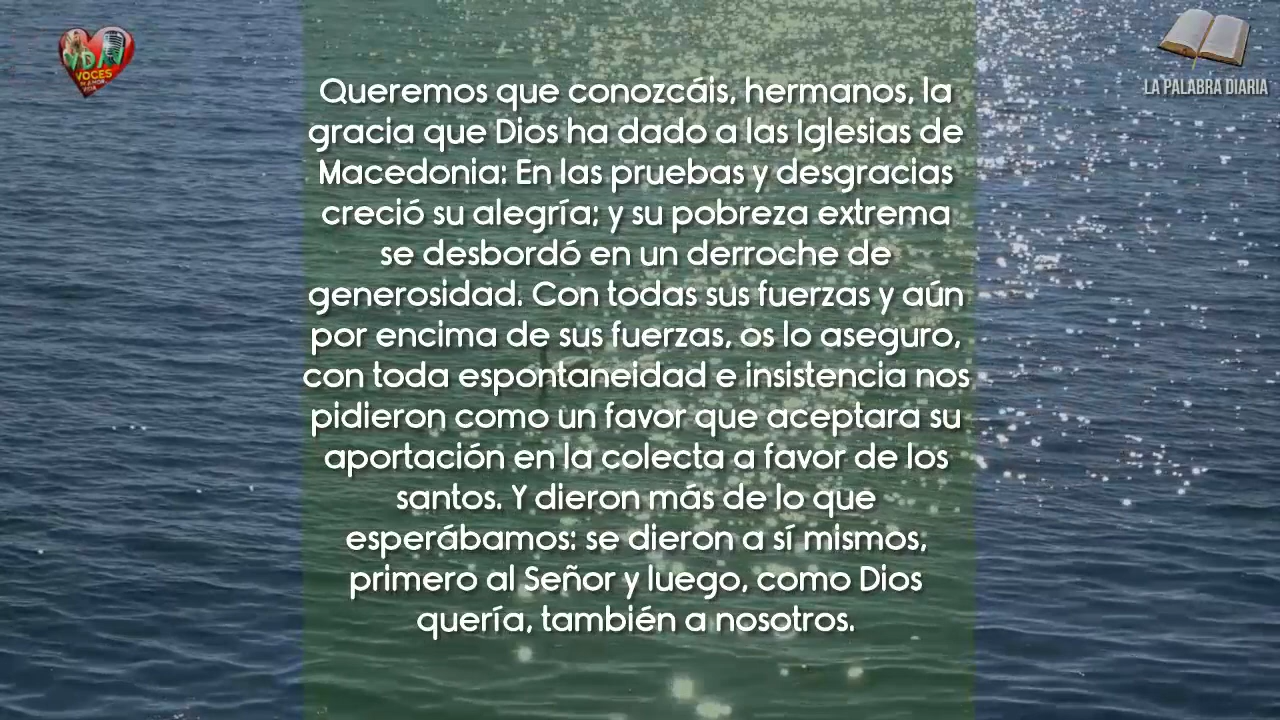 VDAV
VOCES
DE AMOR
LA PALABRA DIARIA
Queremos que conozcáis, hermanos, la
gracia que Dios ha dado a las Iglesias de
Macedonia: En las pruebas y desgracias
creció su alegría; y su pobreza extrema
se desbordó en un derroche de
generosidad. Con todas sus fuerzas y aún
por encima de sus fuerzas, os lo aseguro,
con toda espontaneidad e insistencia nos
pidieron como un favor que aceptara su
aportación en la colecta a favor de los
santos. Y dieron más de lo que
esperábamos: se dieron a sí mismos,
primero al Señor y luego, como Dios
quería, también a nosotros.